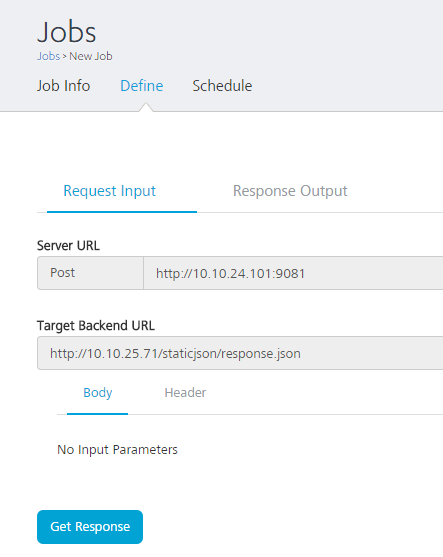 Jobs
Jobs > New Job
Job Info Define Schedule
Request Input Response Output
Server URL
Post http://10.10.24.101:9081
Target Backend URL
http://10.10.25.71/staticjson/response.json
Body Header
No Input Parameters
Get Response